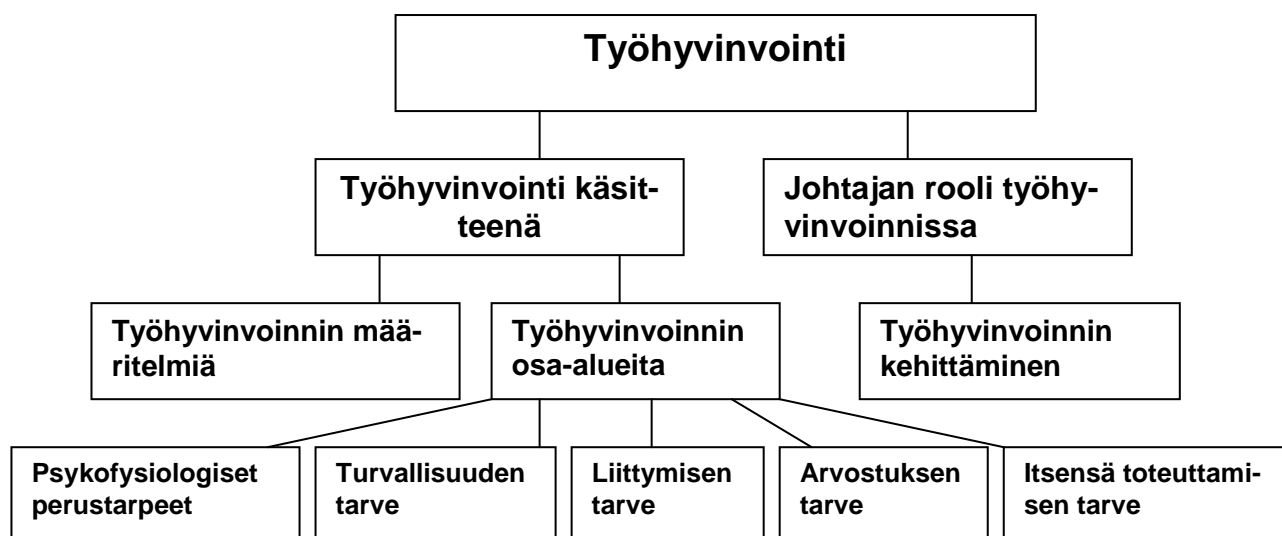 Työhyvinvointi
Työhyvinvointi käsit-
teenä
Johtajan rooli työhy-
vinvoinnissa
Työhyvinvoinnin mää-
ritelmiä
Työhyvinvoinnin
osa-alueita
Työhyvinvoinnin
kehittäminen
Psykofysiologiset
perustarpeet
Turvallisuuden
tarve
Liittymisen
tarve
Arvostuksen
tarve
Itsensä toteuttami-
sen tarve